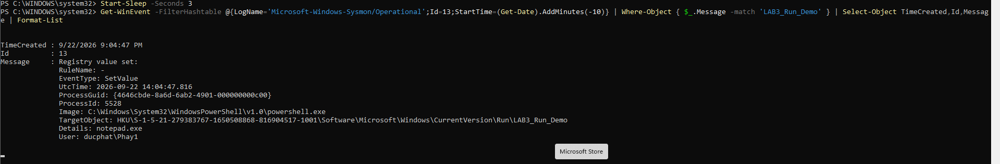 PS C:\WINDOWS\system32> Start-Sleep -Seconds 3
PS C:\WINDOWS\system32> Get-WinEvent -FilterHashtable @{LogName='Microsoft-Windows-Sysmon/Operational';Id=13;StartTime=(Get-Date).AddMinutes(-10)} | Where-Object { $_.Message -match 'LAB3_Run_Demo' } | Select-Object TimeCreated,Id,Messag
e | Format-List
TimeCreated : 9/22/2026 9:04:47 PM
Id : 13
Message : Registry value set:
RuleName: -
EventType: SetValue
UtcTime: 2026-09-22 14:04:47.816
ProcessGuid: {4646cbde-8a6d-6ab2-4901-000000000c00}
ProcessId: 5528
Image: C:\Windows\System32\WindowsPowerShell\v1.0\powershell.exe
TargetObject: HKU\S-1-5-21-279383767-1650508868-816904517-1001\Software\Microsoft\Windows\CurrentVersion\Run\LAB3_Run_Demo
Details: notepad.exe
User: ducphat\Phay1
Microsoft Store